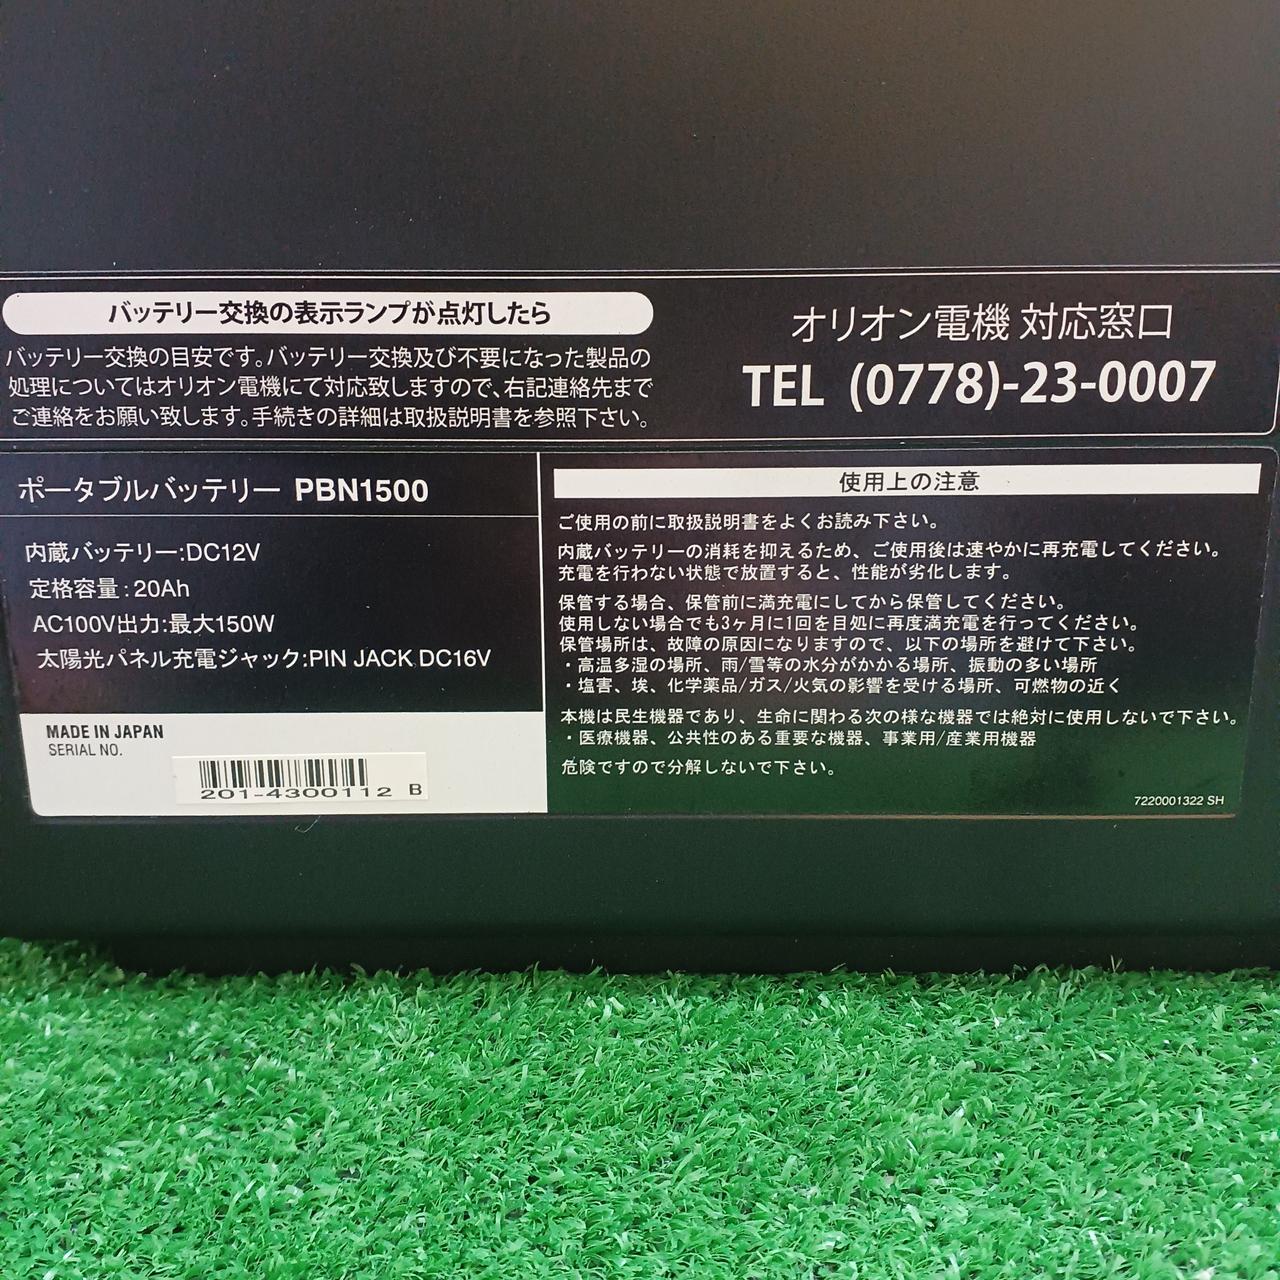 バッテリー交換の表示ランプが点灯したら
バッテリー交換の目安です。バッテリー交換及び不要になった製品の
処理についてはオリオン電機にて対応致しますので、右記連絡先まで
ご連絡をお願い致します。手続きの詳細は取扱説明書を参照下さい。
オリオン電機 対応窓口
TEL (0778)-23-0007
ポータブルバッテリー PBN1500
内蔵バッテリー:DC12V
定格容量:20Ah
AC100V出力:最大150W
太陽光パネル充電ジャック:PIN JACK DC16V
MADE IN JAPAN
SERIAL NO.
201-4300112 B
使用上の注意
ご使用の前に取扱説明書をよくお読み下さい。
内蔵バッテリーの消耗を抑えるため、ご使用後は速やかに再充電してください。
充電を行わない状態で放置すると、性能が劣化します。
保管する場合、保管前に満充電にしてから保管してください。
使用しない場合でも3ヶ月に1回を目処に再度満充電を行ってください。
保管場所は、故障の原因になりますので、以下の場所を避けて下さい。
・高温多湿の場所、雨/雪等の水分がかかる場所、振動の多い場所
・塩害、埃、化学薬品/ガス/火気の影響を受ける場所、可燃物の近く
本機は民生機器であり、生命に関わる次の様な機器では絶対に使用しないで下さい。
・医療機器、公共性のある重要な機器、事業用/産業用機器
危険ですので分解しないで下さい。
7220001322 SH